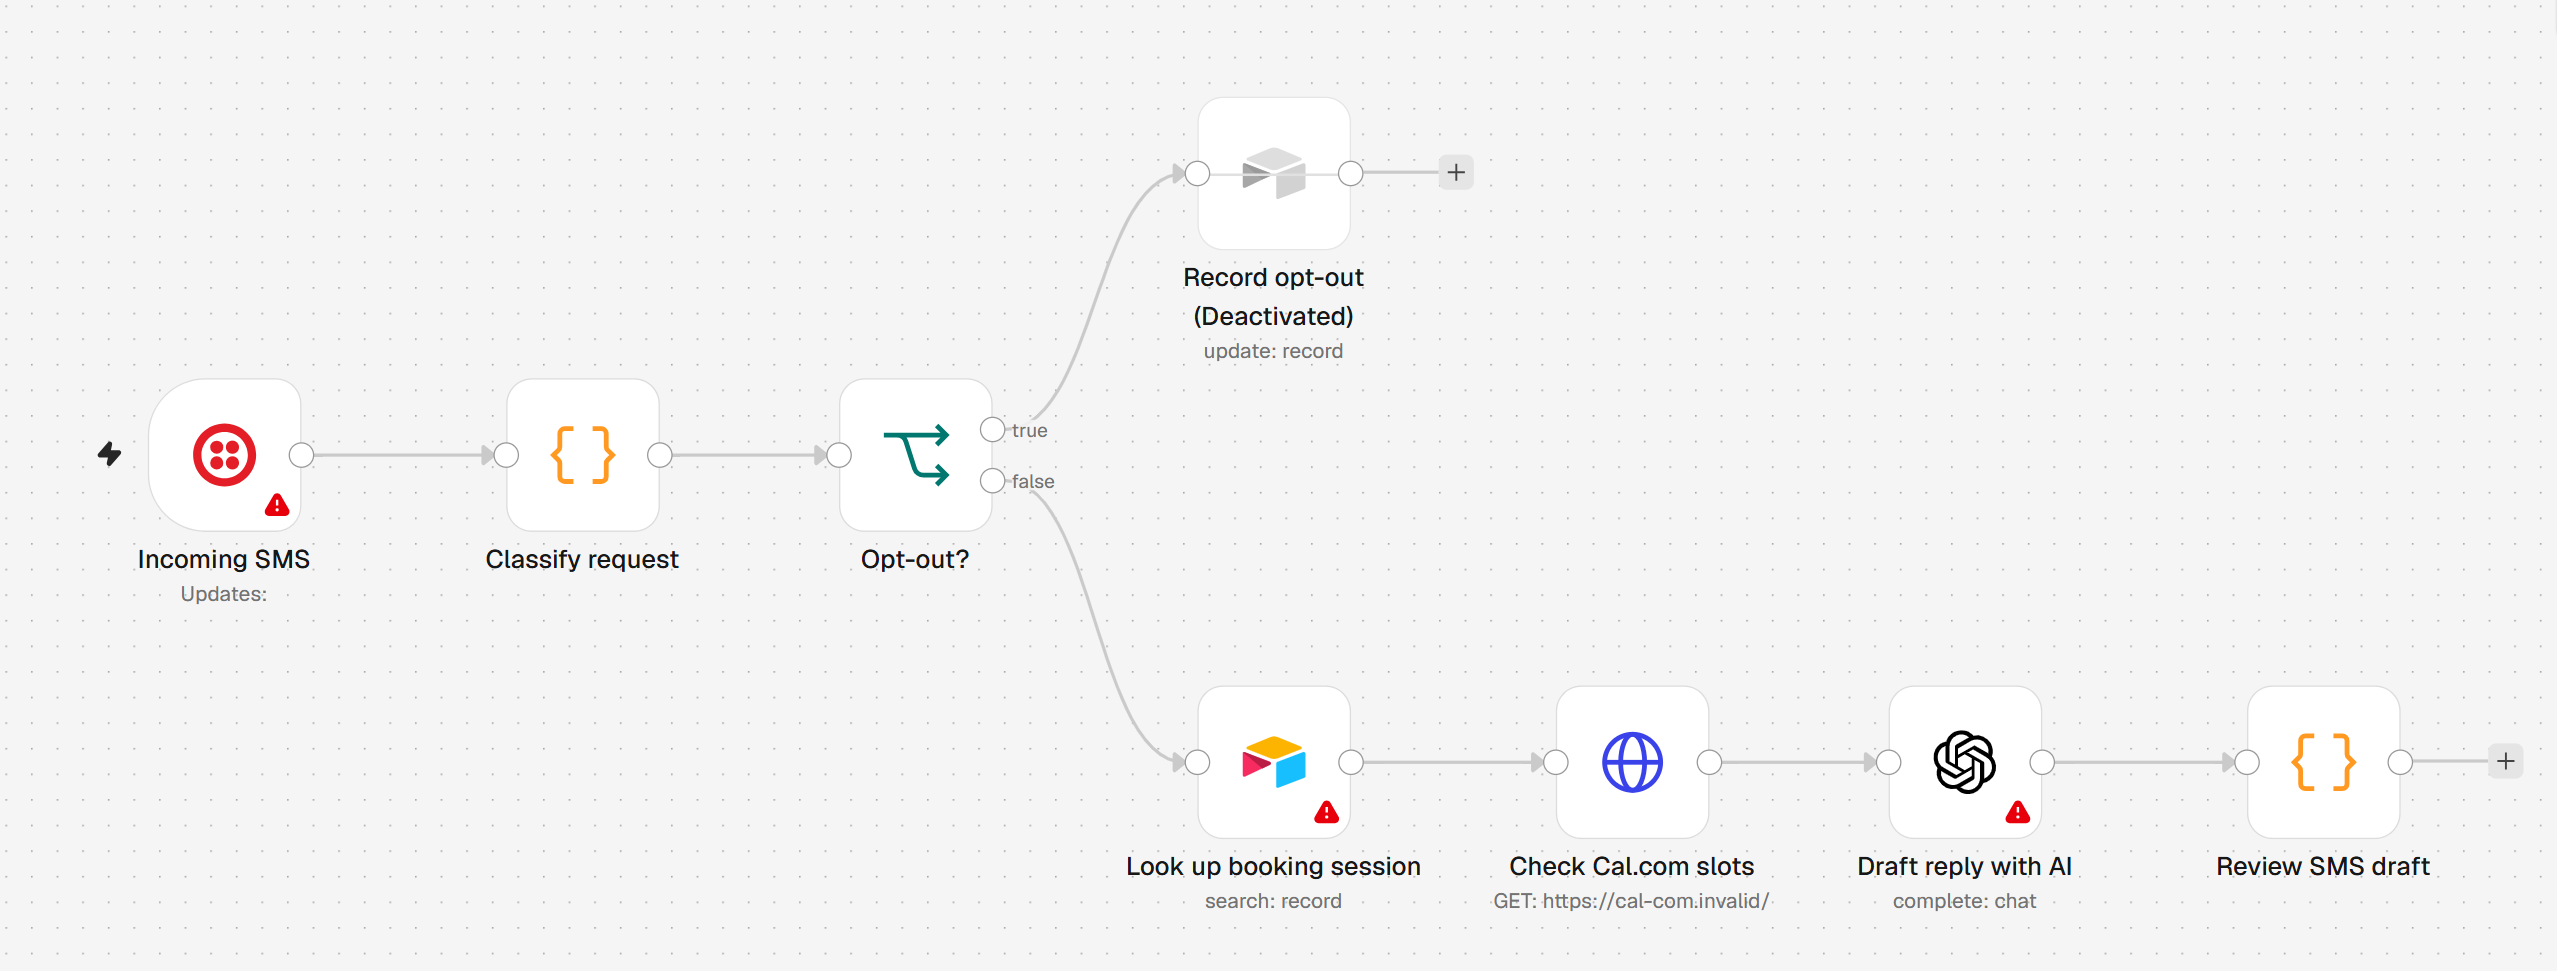 Record opt-out
(Deactivated)
update: record
true
false
Incoming SMS
Updates:
Classify request
Opt-out?
Look up booking session
search: record
Check Cal.com slots
GET: https://cal-com.invalid/
Draft reply with AI
complete: chat
Review SMS draft